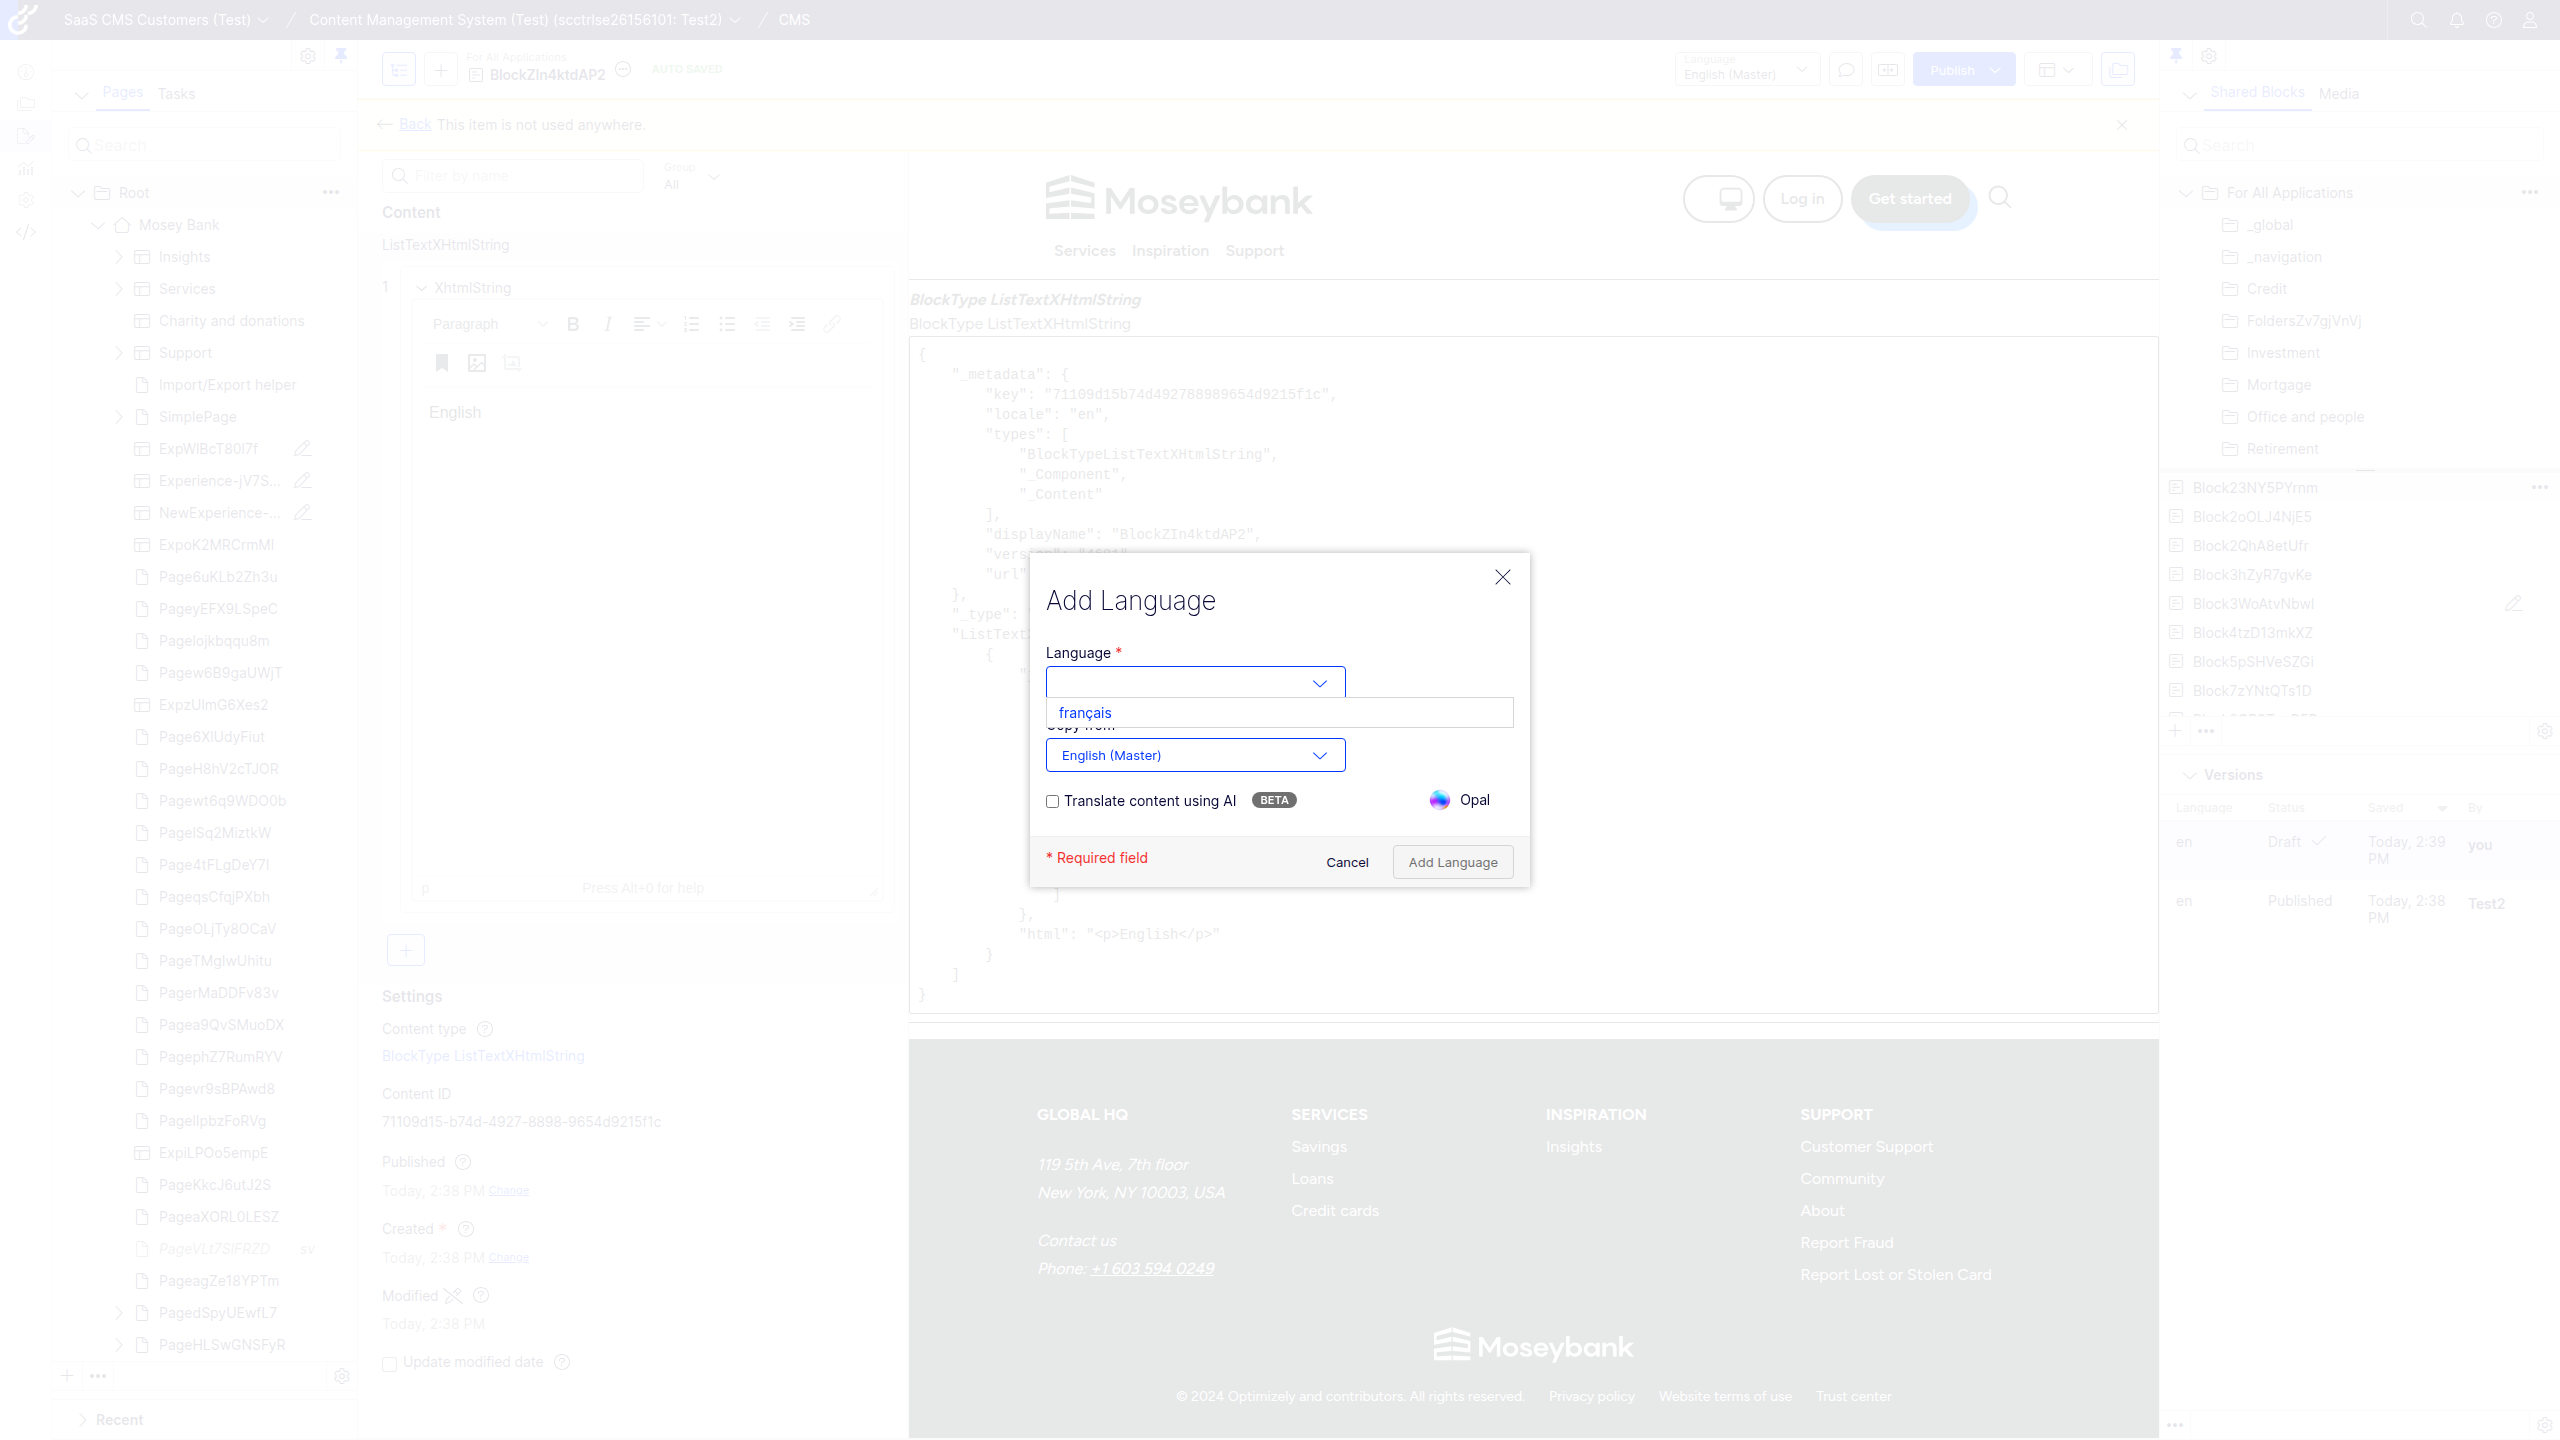 SaaS CMS Customers (Test) / Content Management System (Test) (scctrlse26156101: Test2) / CMS
Pages Tasks
Search
Root
Mosey Bank
Insights
Services
Charity and donations
Support
Import/Export helper
SimplePage
ExpWIBcT80I7f
Experience-jV7S...
NewExperience-...
ExpoK2MRCrmMl
Page6uKLb2Zh3u
PageyEFX9LSpeC
Pagelojkbqqu8m
Pagew6B9gaUWjT
ExpzUImG6Xes2
Page6XlUdyFiut
PageH8hV2cTJOR
Pagewt6q9WDO0b
PageISq2MiztkW
Page4tFLgDeY7I
PageqsCfqjPXbh
PageOLjTy8OCaV
PageTMglwUhitu
PagerMaDDFv83v
Pagea9QvSMuoDX
PagephZ7RumRYV
Pagevr9sBPAwd8
PagelIpbzFoRVg
ExpiLPOo5empE
PageKkcJ6utJ2S
PageaXORL0LESZ
PageVLt7SIFRZD sv
PageagZe18YPTm
PagedSpyUEwfL7
PageHLSwGNSFyR
Recent
For All Applications
BlockZIn4ktdAP2
AUTO SAVED
Language
English (Master)
Publish
Back This item is not used anywhere.
Filter by name
Group
All
Content
ListTextXHtmlString
1
XhtmlString
Paragraph
English
p
Press Alt+0 for help
Settings
Content type
BlockType ListTextXHtmlString
Content ID
71109d15-b74d-4927-8898-9654d9215f1c
Published
Today, 2:38 PM Change
Created *
Today, 2:38 PM Change
Modified
Today, 2:38 PM
Update modified date
Moseybank
Log in
Get started
Services Inspiration Support
BlockType ListTextXHtmlString
BlockType ListTextXHtmlString
{
"_metadata": {
"key": "71109d15b74d492788989654d9215f1c",
"locale": "en",
"types": [
"BlockTypeListTextXHtmlString",
"_Component",
"_Content"
],
"displayName": "BlockZIn4ktdAP2",
"url"
},
"_type":
{
Add Language
Language *
français
English (Master)
Translate content using AI BETA
Opal
* Required field
Cancel
Add Language
]
},
"html": "<p>English</p>"
}
]
}
GLOBAL HQ
119 5th Ave, 7th floor
New York, NY 10003, USA
Contact us
Phone: +1 603 594 0249
SERVICES
Savings
Loans
Credit cards
INSPIRATION
Insights
SUPPORT
Customer Support
Community
About
Report Fraud
Report Lost or Stolen Card
Moseybank
© 2024 Optimizely and contributors. All rights reserved. Privacy policy Website terms of use Trust center
Shared Blocks Media
Search
For All Applications
_global
_navigation
Credit
FoldersZv7gjVnVj
Investment
Mortgage
Office and people
Retirement
Block23NY5PYrnm
Block2oOLJ4NjE5
Block2QhA8etUfr
Block3hZyR7gvKe
Block3WoAtvNbwl
Block4tzD13mkXZ
Block5pSHVeSZGi
Block7zYNtQTs1D
Versions
Language Status Saved By
en Draft Today, 2:39 PM you
en Published Today, 2:38 PM Test2